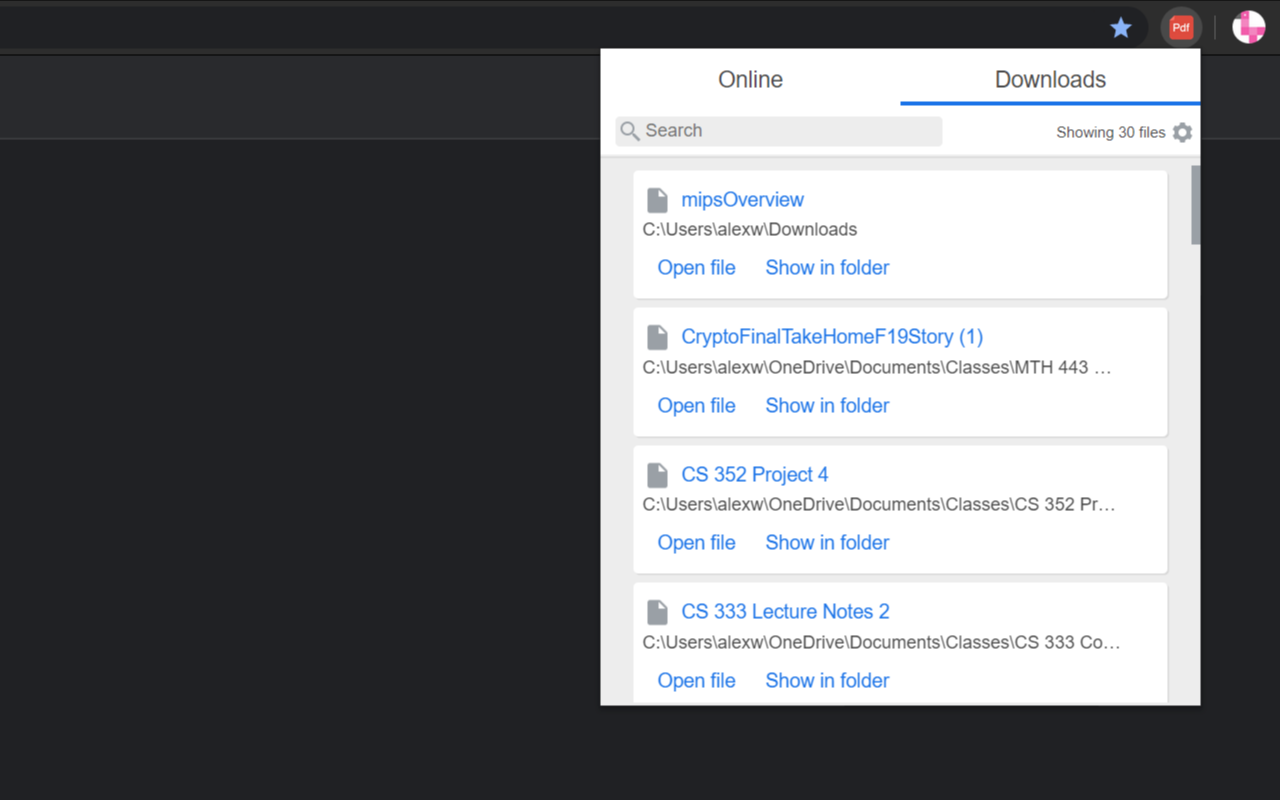 Pdf
Online Downloads
Search Showing 30 files
mipsOverview
C:\Users\alexw\Downloads
Open file Show in folder
CryptoFinalTakeHomeF19Story (1)
C:\Users\alexw\OneDrive\Documents\Classes\MTH 443 …
Open file Show in folder
CS 352 Project 4
C:\Users\alexw\OneDrive\Documents\Classes\CS 352 Pr…
Open file Show in folder
CS 333 Lecture Notes 2
C:\Users\alexw\OneDrive\Documents\Classes\CS 333 Co…
Open file Show in folder